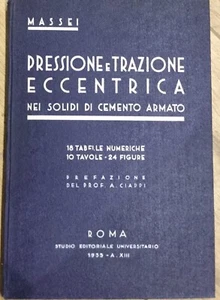 MASSEI
PRESSIONE E TRAZIONE
ECCENTRICA
NEI SOLIDI DI CEMENTO ARMATO
18 TABELLE NUMERICHE
10 TAVOLE - 24 FIGURE
PREFAZIONE
DEL PROF. A. CIAPPI
ROMA
STUDIO EDITORIALE UNIVERSITARIO
1935 - A. XIII